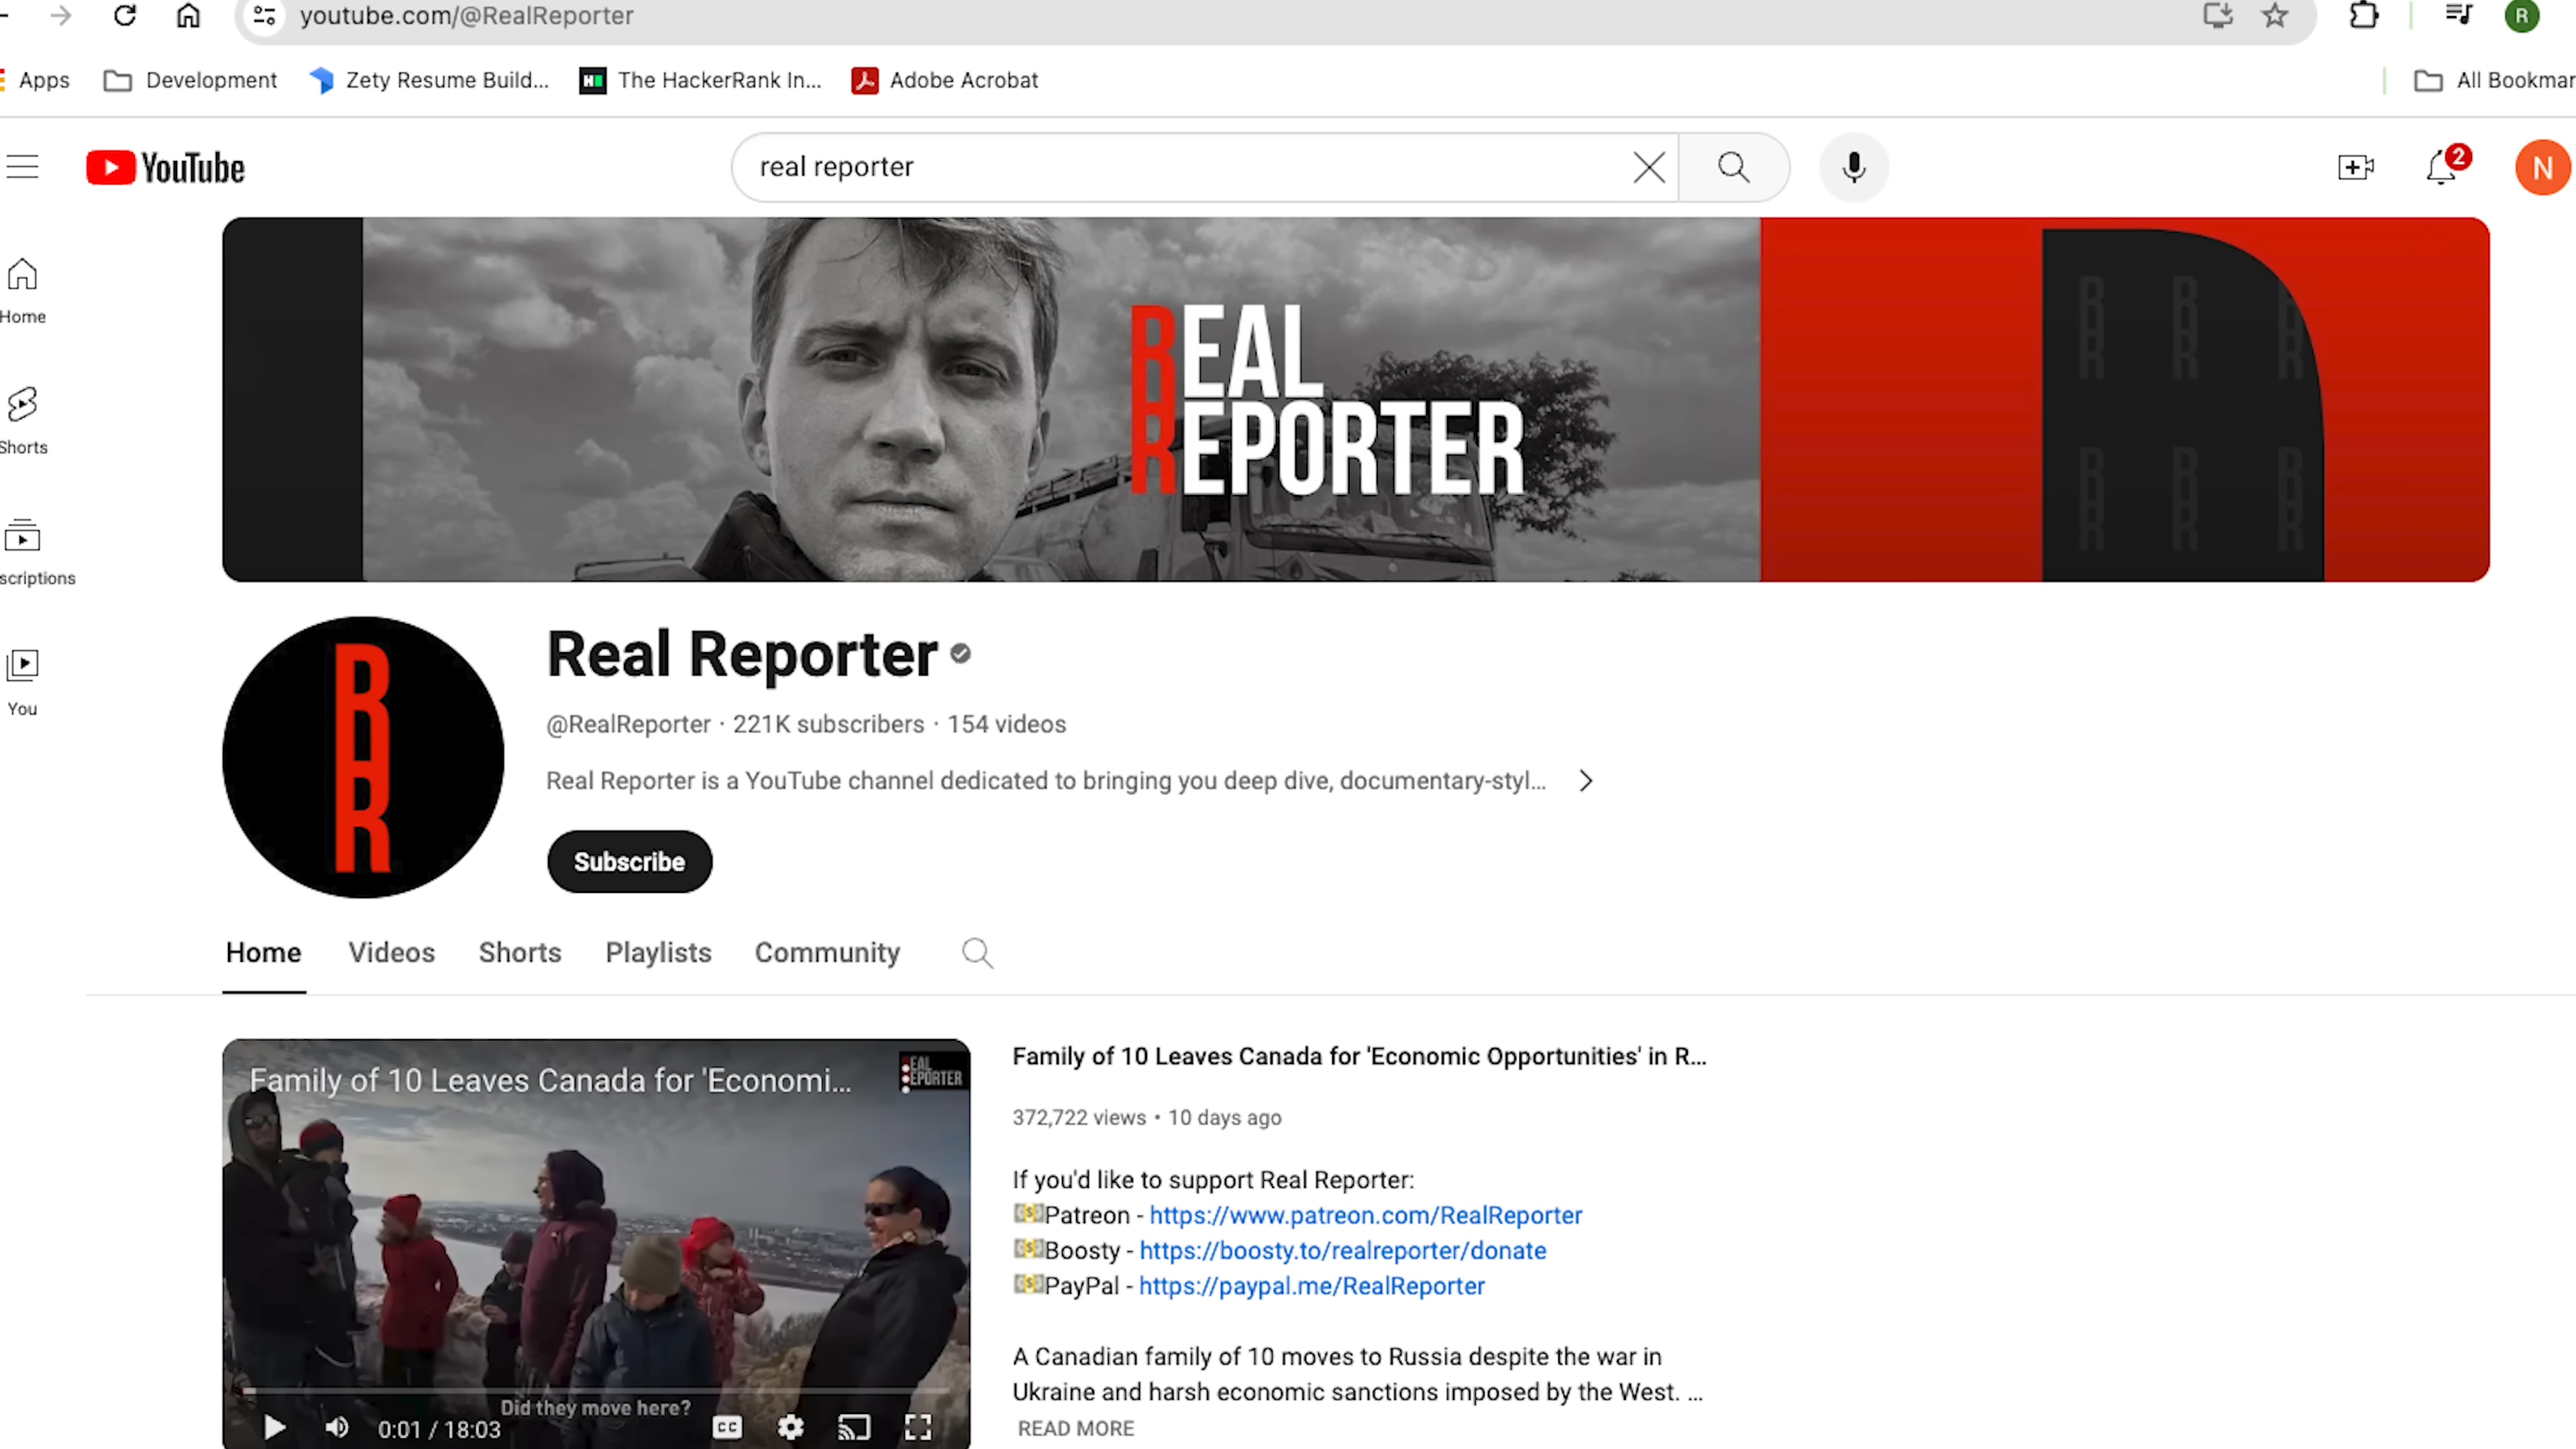 youtube.com/@RealReporter
R
Apps
Development
Zety Resume Build...
The HackerRank In...
Adobe Acrobat
All Bookmar
YouTube
real reporter
2
N
Home
Shorts
scriptions
You
REAL
REPORTER
Real Reporter
@RealReporter · 221K subscribers · 154 videos
Real Reporter is a YouTube channel dedicated to bringing you deep dive, documentary-styl...
Subscribe
Home
Videos
Shorts
Playlists
Community
Family of 10 Leaves Canada for 'Economi...
REAL
REPORTER
Did they move here?
0:01 / 18:03
CC
Family of 10 Leaves Canada for 'Economic Opportunities' in R...
372,722 views • 10 days ago
If you'd like to support Real Reporter:
💵Patreon - https://www.patreon.com/RealReporter
💵Boosty - https://boosty.to/realreporter/donate
💵PayPal - https://paypal.me/RealReporter
A Canadian family of 10 moves to Russia despite the war in
Ukraine and harsh economic sanctions imposed by the West. ...
READ MORE